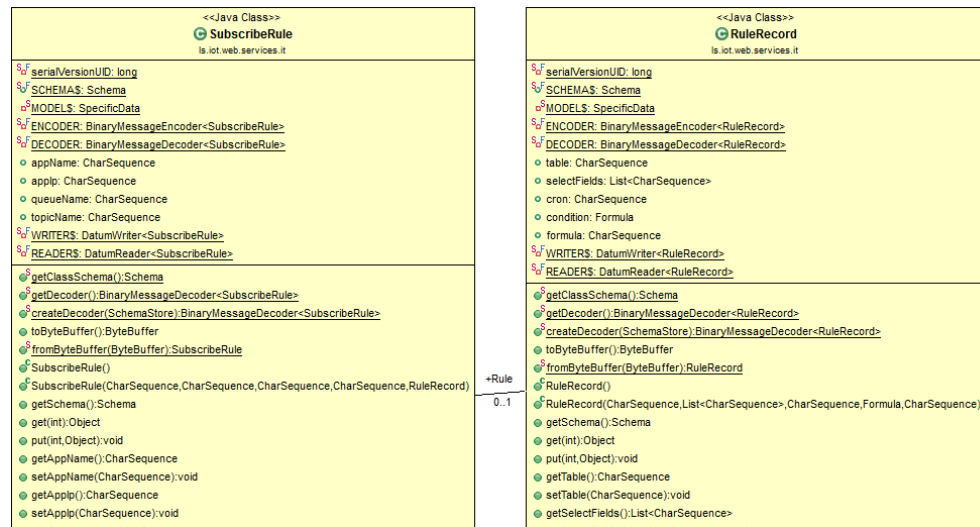 <<Java Class>>
SubscribeRule
ls.iot.web.services.it
serialVersionUID: long
SCHEMA$: Schema
MODEL$: SpecificData
ENCODER: BinaryMessageEncoder<SubscribeRule>
DECODER: BinaryMessageDecoder<SubscribeRule>
appName: CharSequence
appIp: CharSequence
queueName: CharSequence
topicName: CharSequence
WRITER$: DatumWriter<SubscribeRule>
READER$: DatumReader<SubscribeRule>
getClassSchema():Schema
getDecoder():BinaryMessageDecoder<SubscribeRule>
createDecoder(SchemaStore):BinaryMessageDecoder<SubscribeRule>
toByteBuffer():ByteBuffer
fromByteBuffer(ByteBuffer):SubscribeRule
SubscribeRule()
SubscribeRule(CharSequence,CharSequence,CharSequence,CharSequence,RuleRecord)
getSchema():Schema
get(int):Object
put(int,Object):void
getAppName():CharSequence
setAppName(CharSequence):void
getAppIp():CharSequence
setAppIp(CharSequence):void
+Rule
0..1
<<Java Class>>
RuleRecord
ls.iot.web.services.it
serialVersionUID: long
SCHEMA$: Schema
MODEL$: SpecificData
ENCODER: BinaryMessageEncoder<RuleRecord>
DECODER: BinaryMessageDecoder<RuleRecord>
table: CharSequence
selectFields: List<CharSequence>
cron: CharSequence
condition: Formula
formula: CharSequence
WRITER$: DatumWriter<RuleRecord>
READER$: DatumReader<RuleRecord>
getClassSchema():Schema
getDecoder():BinaryMessageDecoder<RuleRecord>
createDecoder(SchemaStore):BinaryMessageDecoder<RuleRecord>
toByteBuffer():ByteBuffer
fromByteBuffer(ByteBuffer):RuleRecord
RuleRecord()
RuleRecord(CharSequence,List<CharSequence>,CharSequence,Formula,CharSequence)
getSchema():Schema
get(int):Object
put(int,Object):void
getTable():CharSequence
setTable(CharSequence):void
getSelectFields():List<CharSequence>